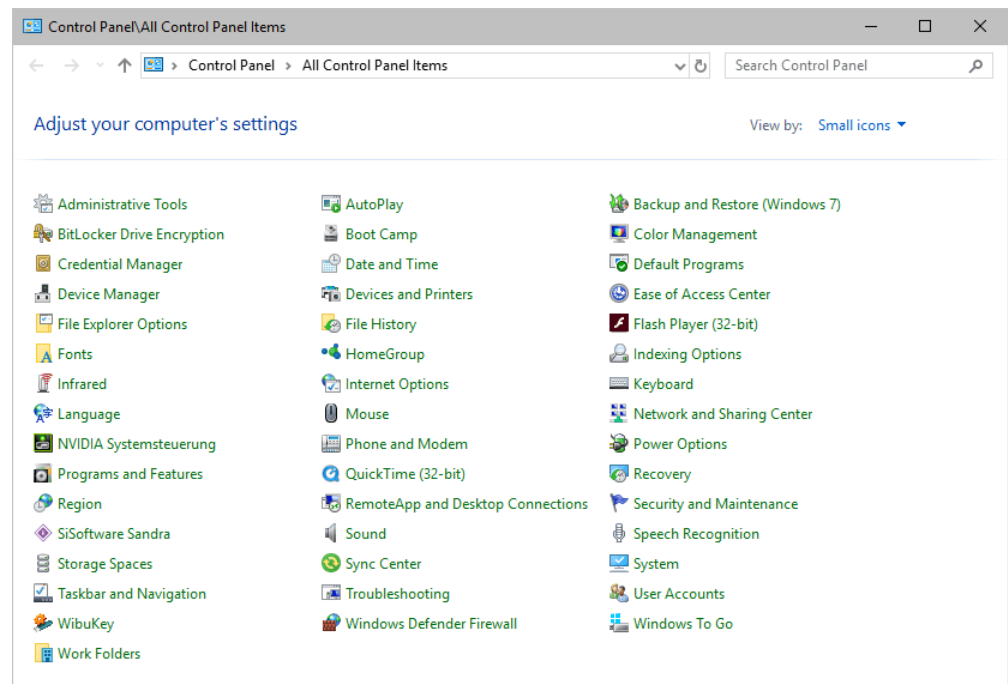 Control Panel\All Control Panel Items
Control Panel > All Control Panel Items
Search Control Panel
Adjust your computer's settings
View by: Small icons
Administrative Tools AutoPlay Backup and Restore (Windows 7)
BitLocker Drive Encryption Boot Camp Color Management
Credential Manager Date and Time Default Programs
Device Manager Devices and Printers Ease of Access Center
File Explorer Options File History Flash Player (32-bit)
Fonts HomeGroup Indexing Options
Infrared Internet Options Keyboard
Language Mouse Network and Sharing Center
NVIDIA Systemsteuerung Phone and Modem Power Options
Programs and Features QuickTime (32-bit) Recovery
Region RemoteApp and Desktop Connections Security and Maintenance
SiSoftware Sandra Sound Speech Recognition
Storage Spaces Sync Center System
Taskbar and Navigation Troubleshooting User Accounts
WibuKey Windows Defender Firewall Windows To Go
Work Folders